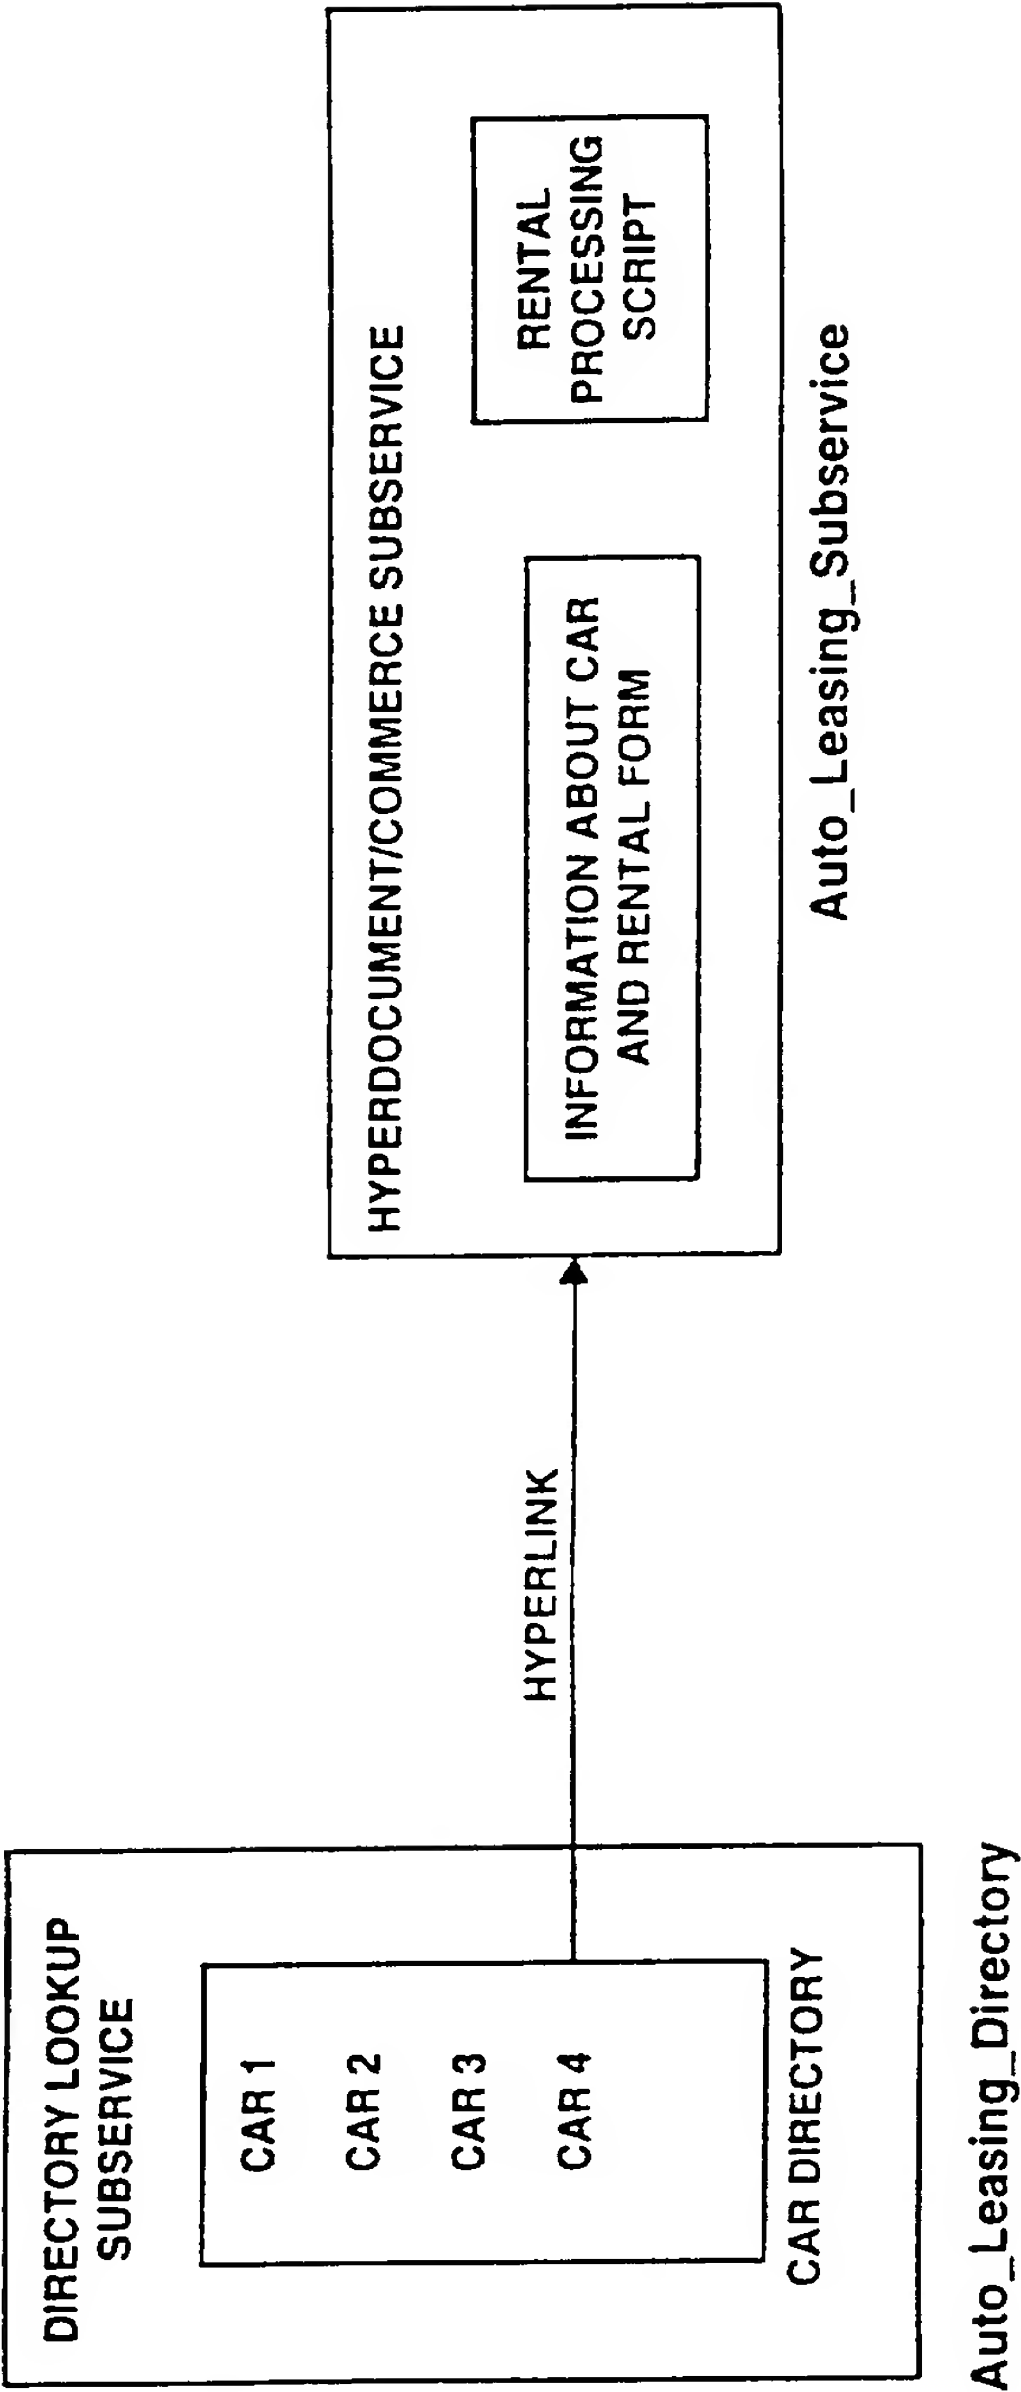 DIRECTORY LOOKUP
SUBSERVICE
CAR 1
CAR 2
CAR 3
CAR 4
CAR DIRECTORY
Auto_Leasing_Directory
HYPERLINK
HYPERDOCUMENT/COMMERCE SUBSERVICE
INFORMATION ABOUT CAR
AND RENTAL FORM
RENTAL
PROCESSING
SCRIPT
Auto_Leasing_Subservice